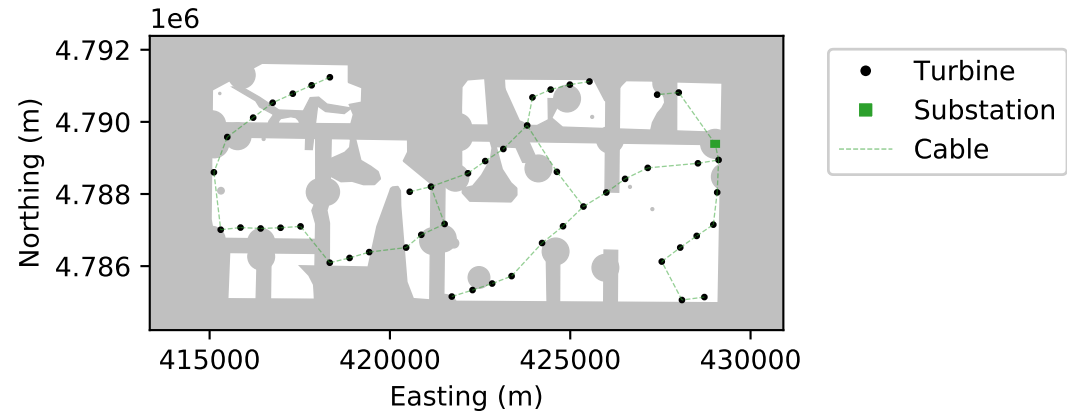 1e6
4.792
4.790
4.788
4.786
Northing (m)
415000 420000 425000 430000
Easting (m)
Turbine
Substation
Cable